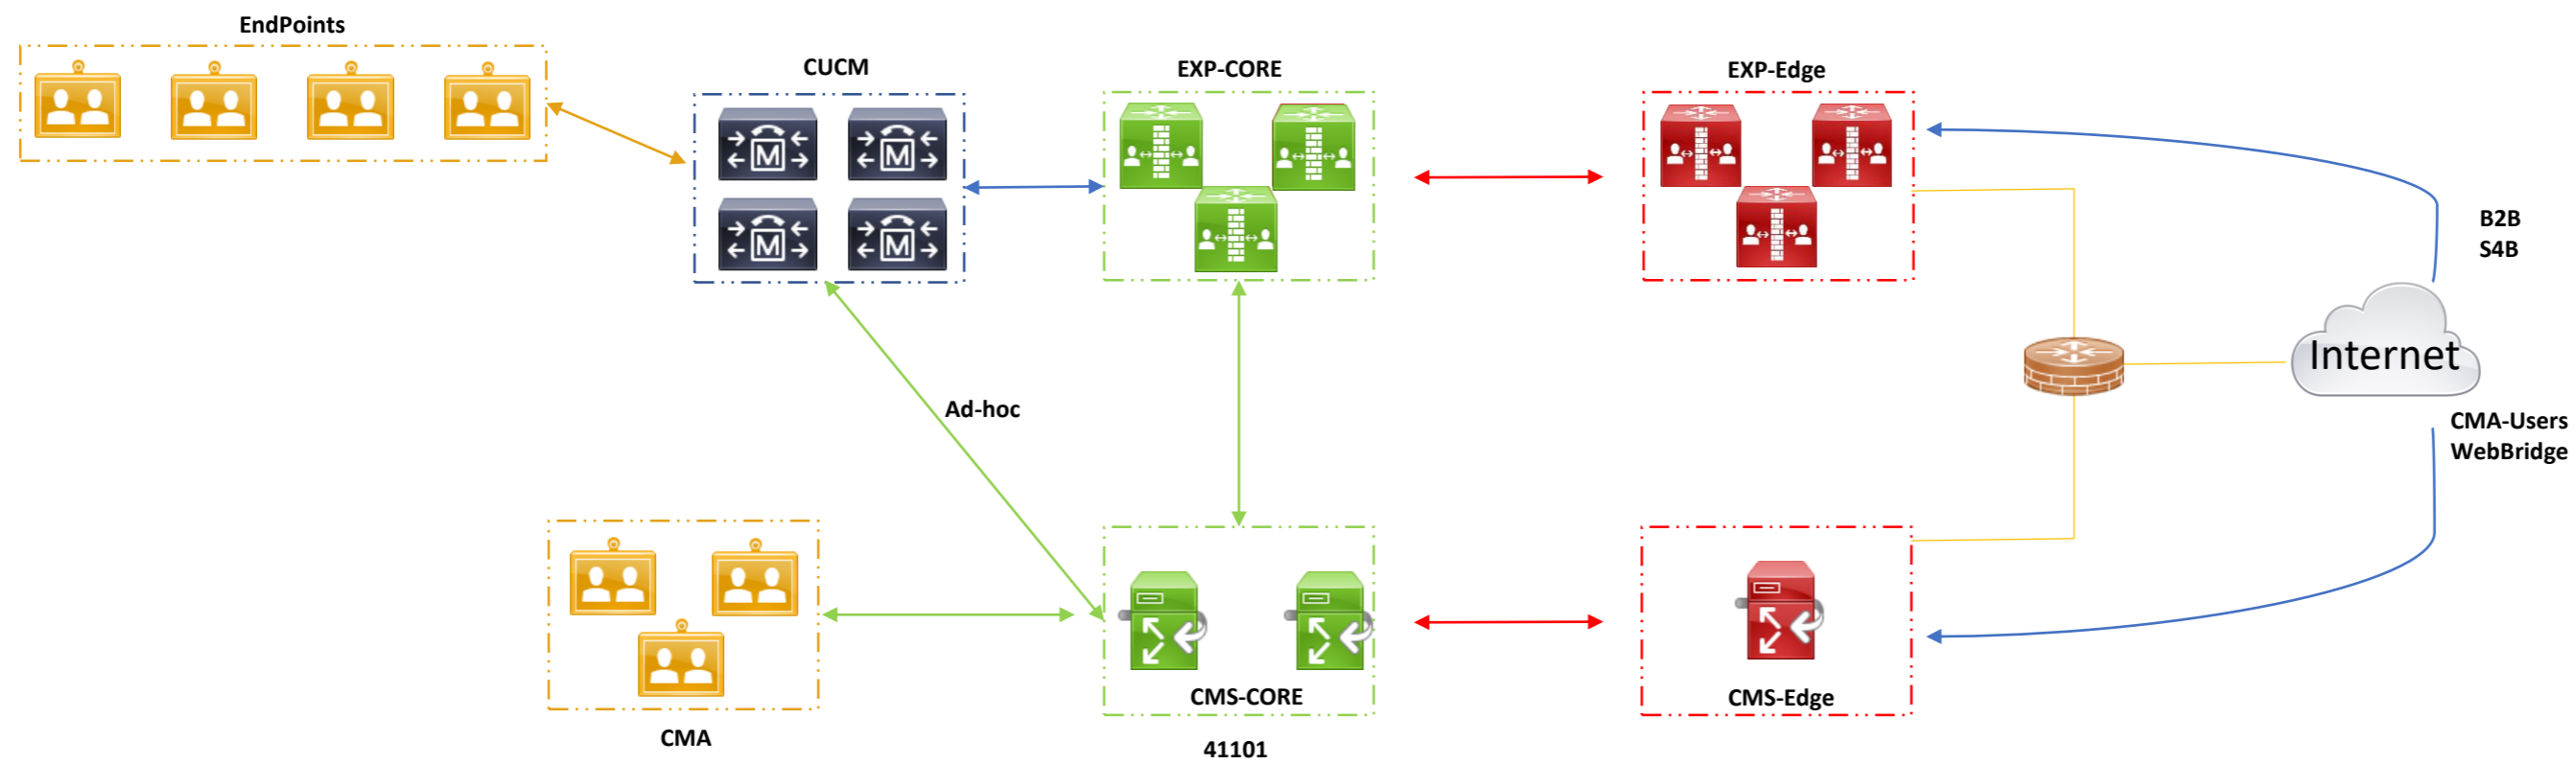 EndPoints
CUCM
EXP-CORE
EXP-Edge
M
M
M
M
B2B
S4B
Internet
Ad-hoc
CMA-Users
WebBridge
CMS-CORE
CMS-Edge
CMA
41101